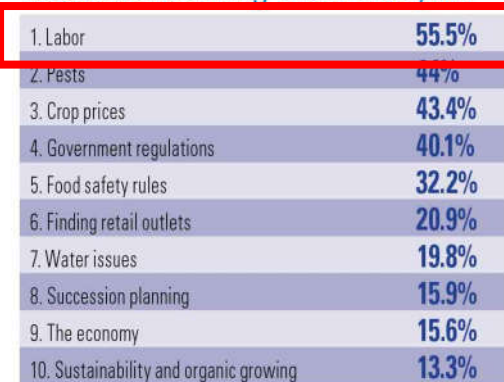 1. Labor 55.5%
2. Pests 44%
3. Crop prices 43.4%
4. Government regulations 40.1%
5. Food safety rules 32.2%
6. Finding retail outlets 20.9%
7. Water issues 19.8%
8. Succession planning 15.9%
9. The economy 15.6%
10. Sustainability and organic growing 13.3%